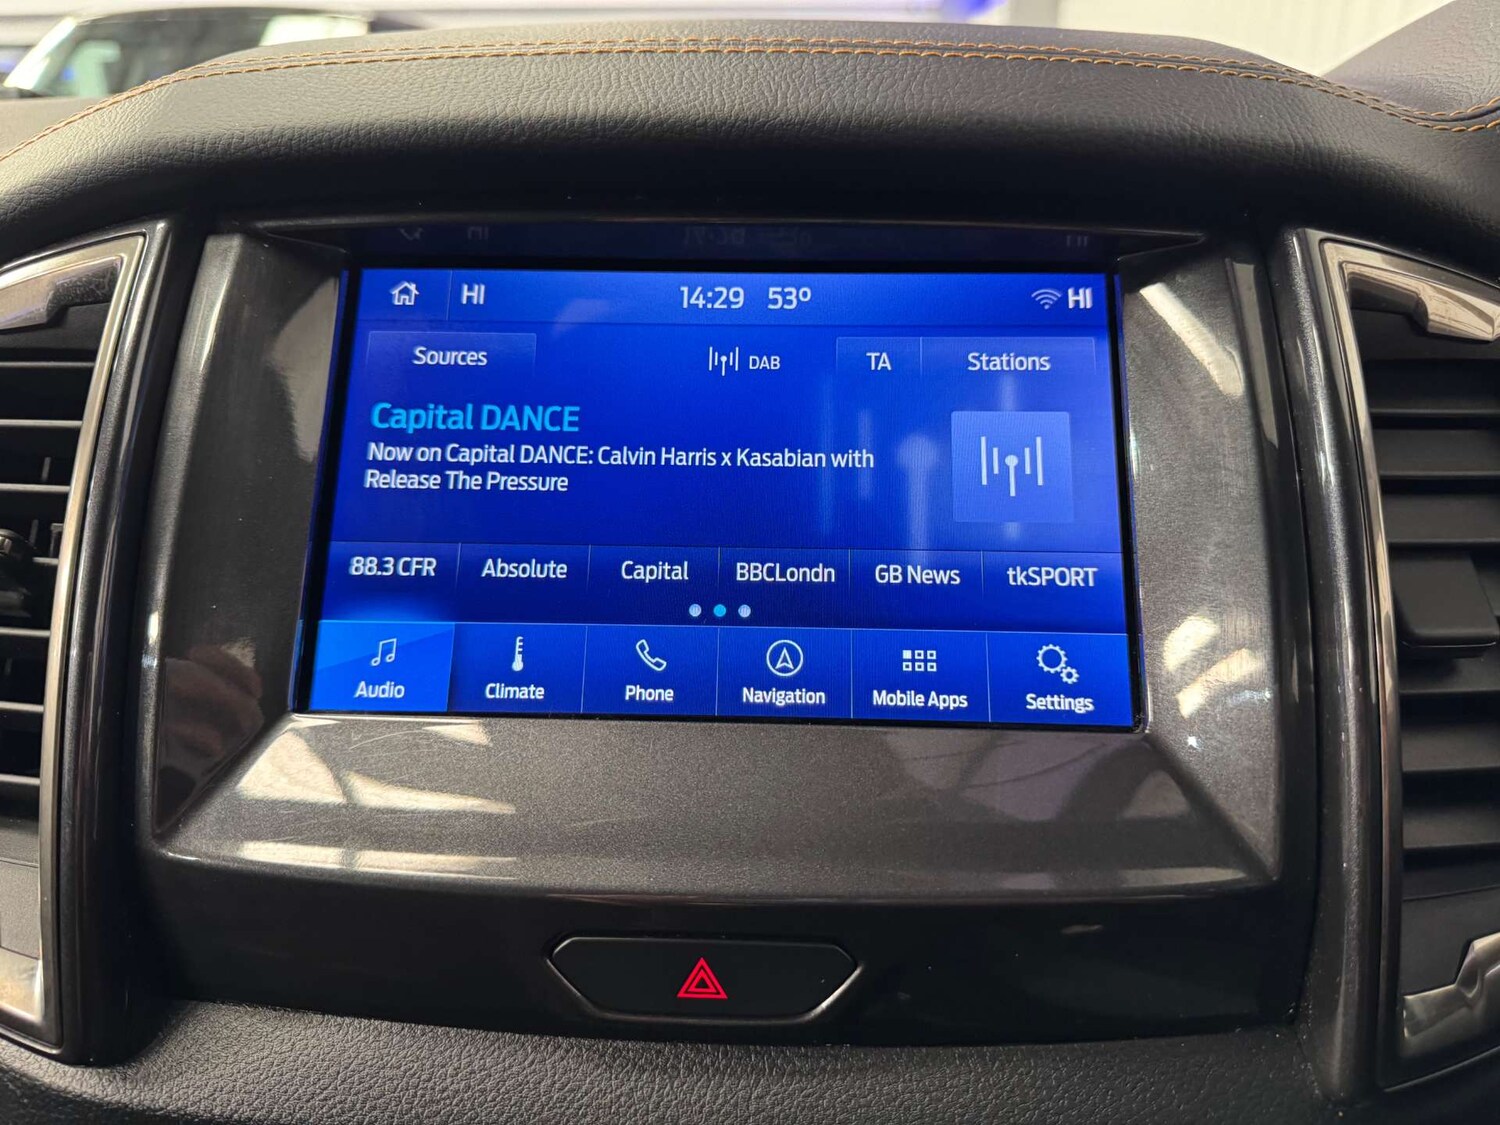 HI 14:29 53º HI
Sources DAB TA Stations
Capital DANCE
Now on Capital DANCE: Calvin Harris x Kasabian with
Release The Pressure
88.3 CFR Absolute Capital BBCLondn GB News tkSPORT
Audio Climate Phone Navigation Mobile Apps Settings